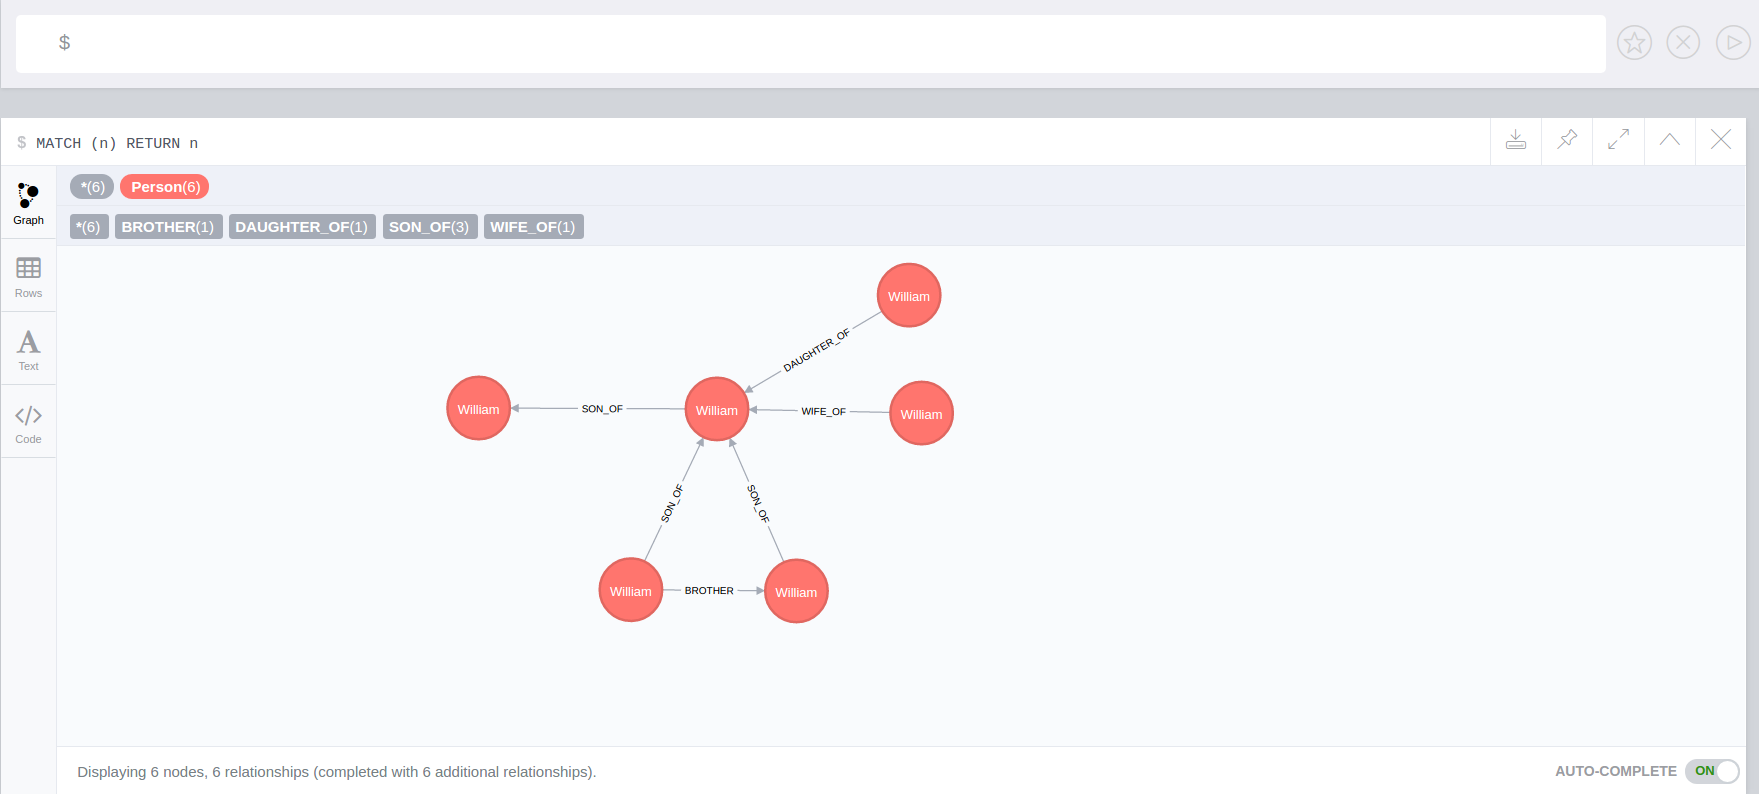 $
$ MATCH (n) RETURN n
*(6) Person(6)
*(6) BROTHER(1) DAUGHTER_OF(1) SON_OF(3) WIFE_OF(1)
Graph
Rows
Text
Code
William
DAUGHTER_OF
William
SON_OF
William
WIFE_OF
William
SON_OF
SON_OF
William
BROTHER
William
Displaying 6 nodes, 6 relationships (completed with 6 additional relationships).
AUTO-COMPLETE ON